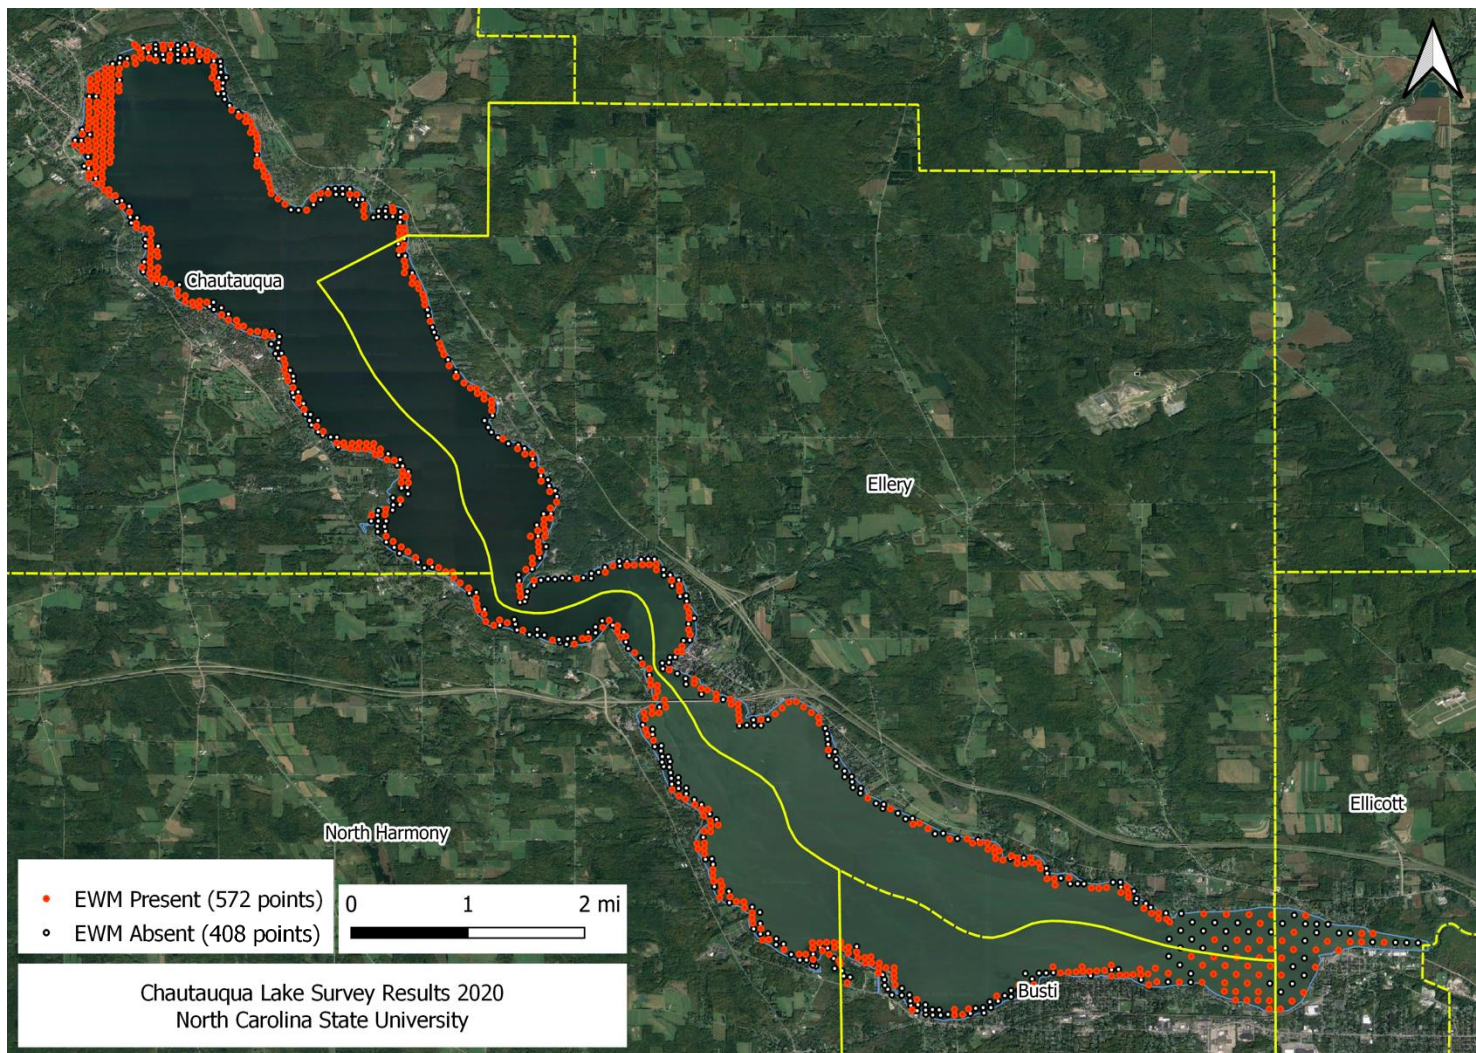 Chautauqua
Ellery
Ellicott
North Harmony
EWM Present (572 points)
EWM Absent (408 points)
0 1 2 mi
Busti
Chautauqua Lake Survey Results 2020
North Carolina State University